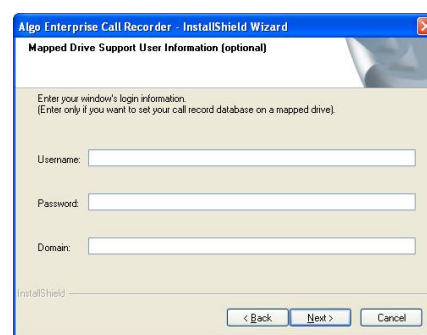 Algo Enterprise Call Recorder - InstallShield Wizard
Mapped Drive Support User Information (optional)
Enter your window's login information.
(Enter only if you want to set your call record database on a mapped drive).
Username:
Password:
Domain:
InstallShield
< Back
Next >
Cancel